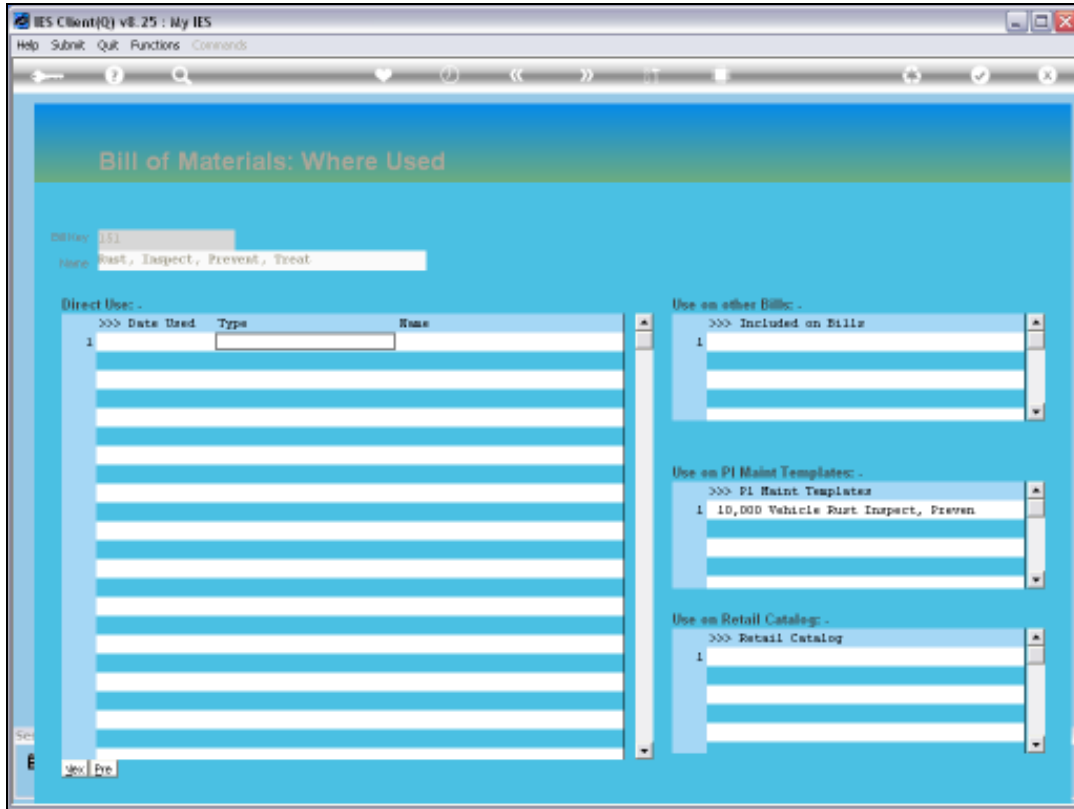 IES Client(Q) v8.25 : My IES
Help Submit Quit Functions Commands
Bill of Materials: Where Used
151
Name Rust, Inspect, Prevent, Treat
Direct Use: -
>>> Date Used Type Name
1
Use on other Bills: -
>>> Included on Bills
1
Use on PI Maint Templates: -
>>> PI Maint Templates
1 10,000 Vehicle Rust Inspect, Preven
Use on Retail Catalog: -
>>> Retail Catalog
1
Nex Pre